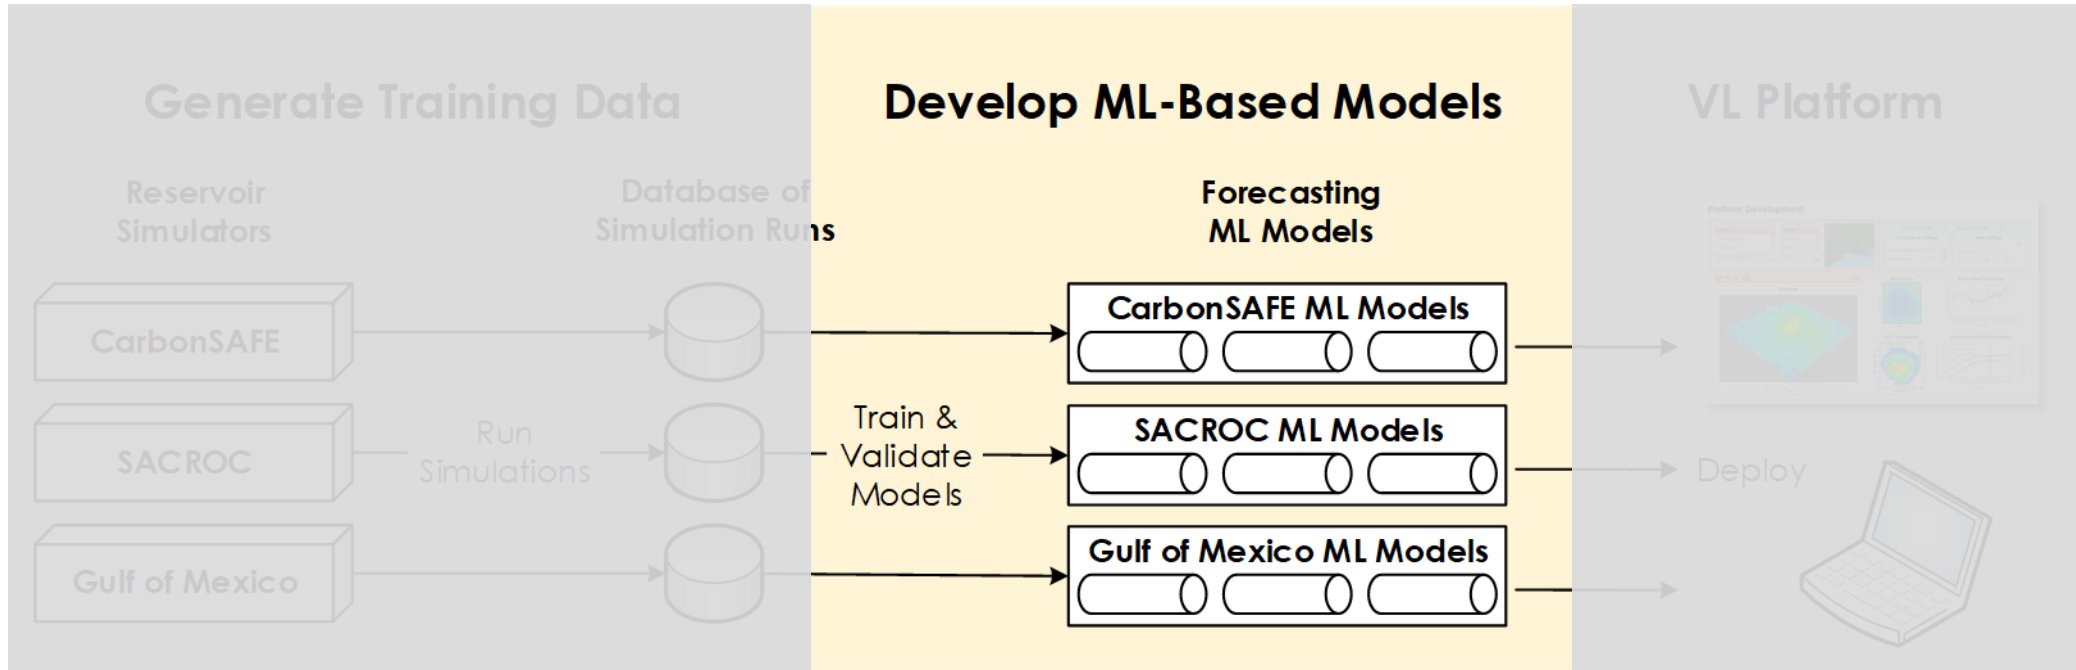 Generate Training Data
Develop ML-Based Models
VL Platform
Reservoir
Simulators
Database of
Simulation Runs
Forecasting
ML Models
Platform Development
CarbonSAFE
SACROC
Gulf of Mexico
Run
Simulations
Train &
Validate
Models
CarbonSAFE ML Models
SACROC ML Models
Gulf of Mexico ML Models
Deploy